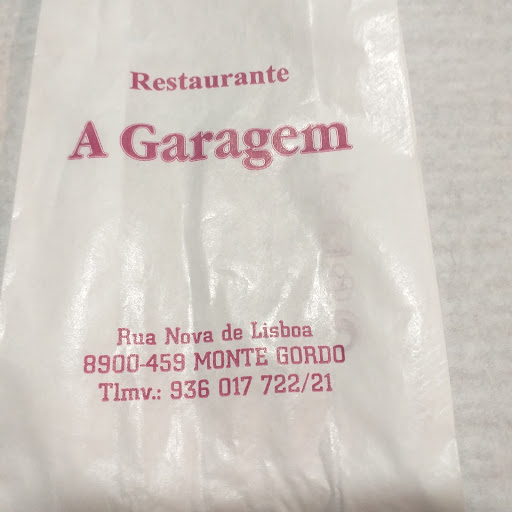 Restaurante
A Garagem
Rua Nova de Lisboa
8900-459 MONTE GORDO
Tlmv.: 936 017 722/21